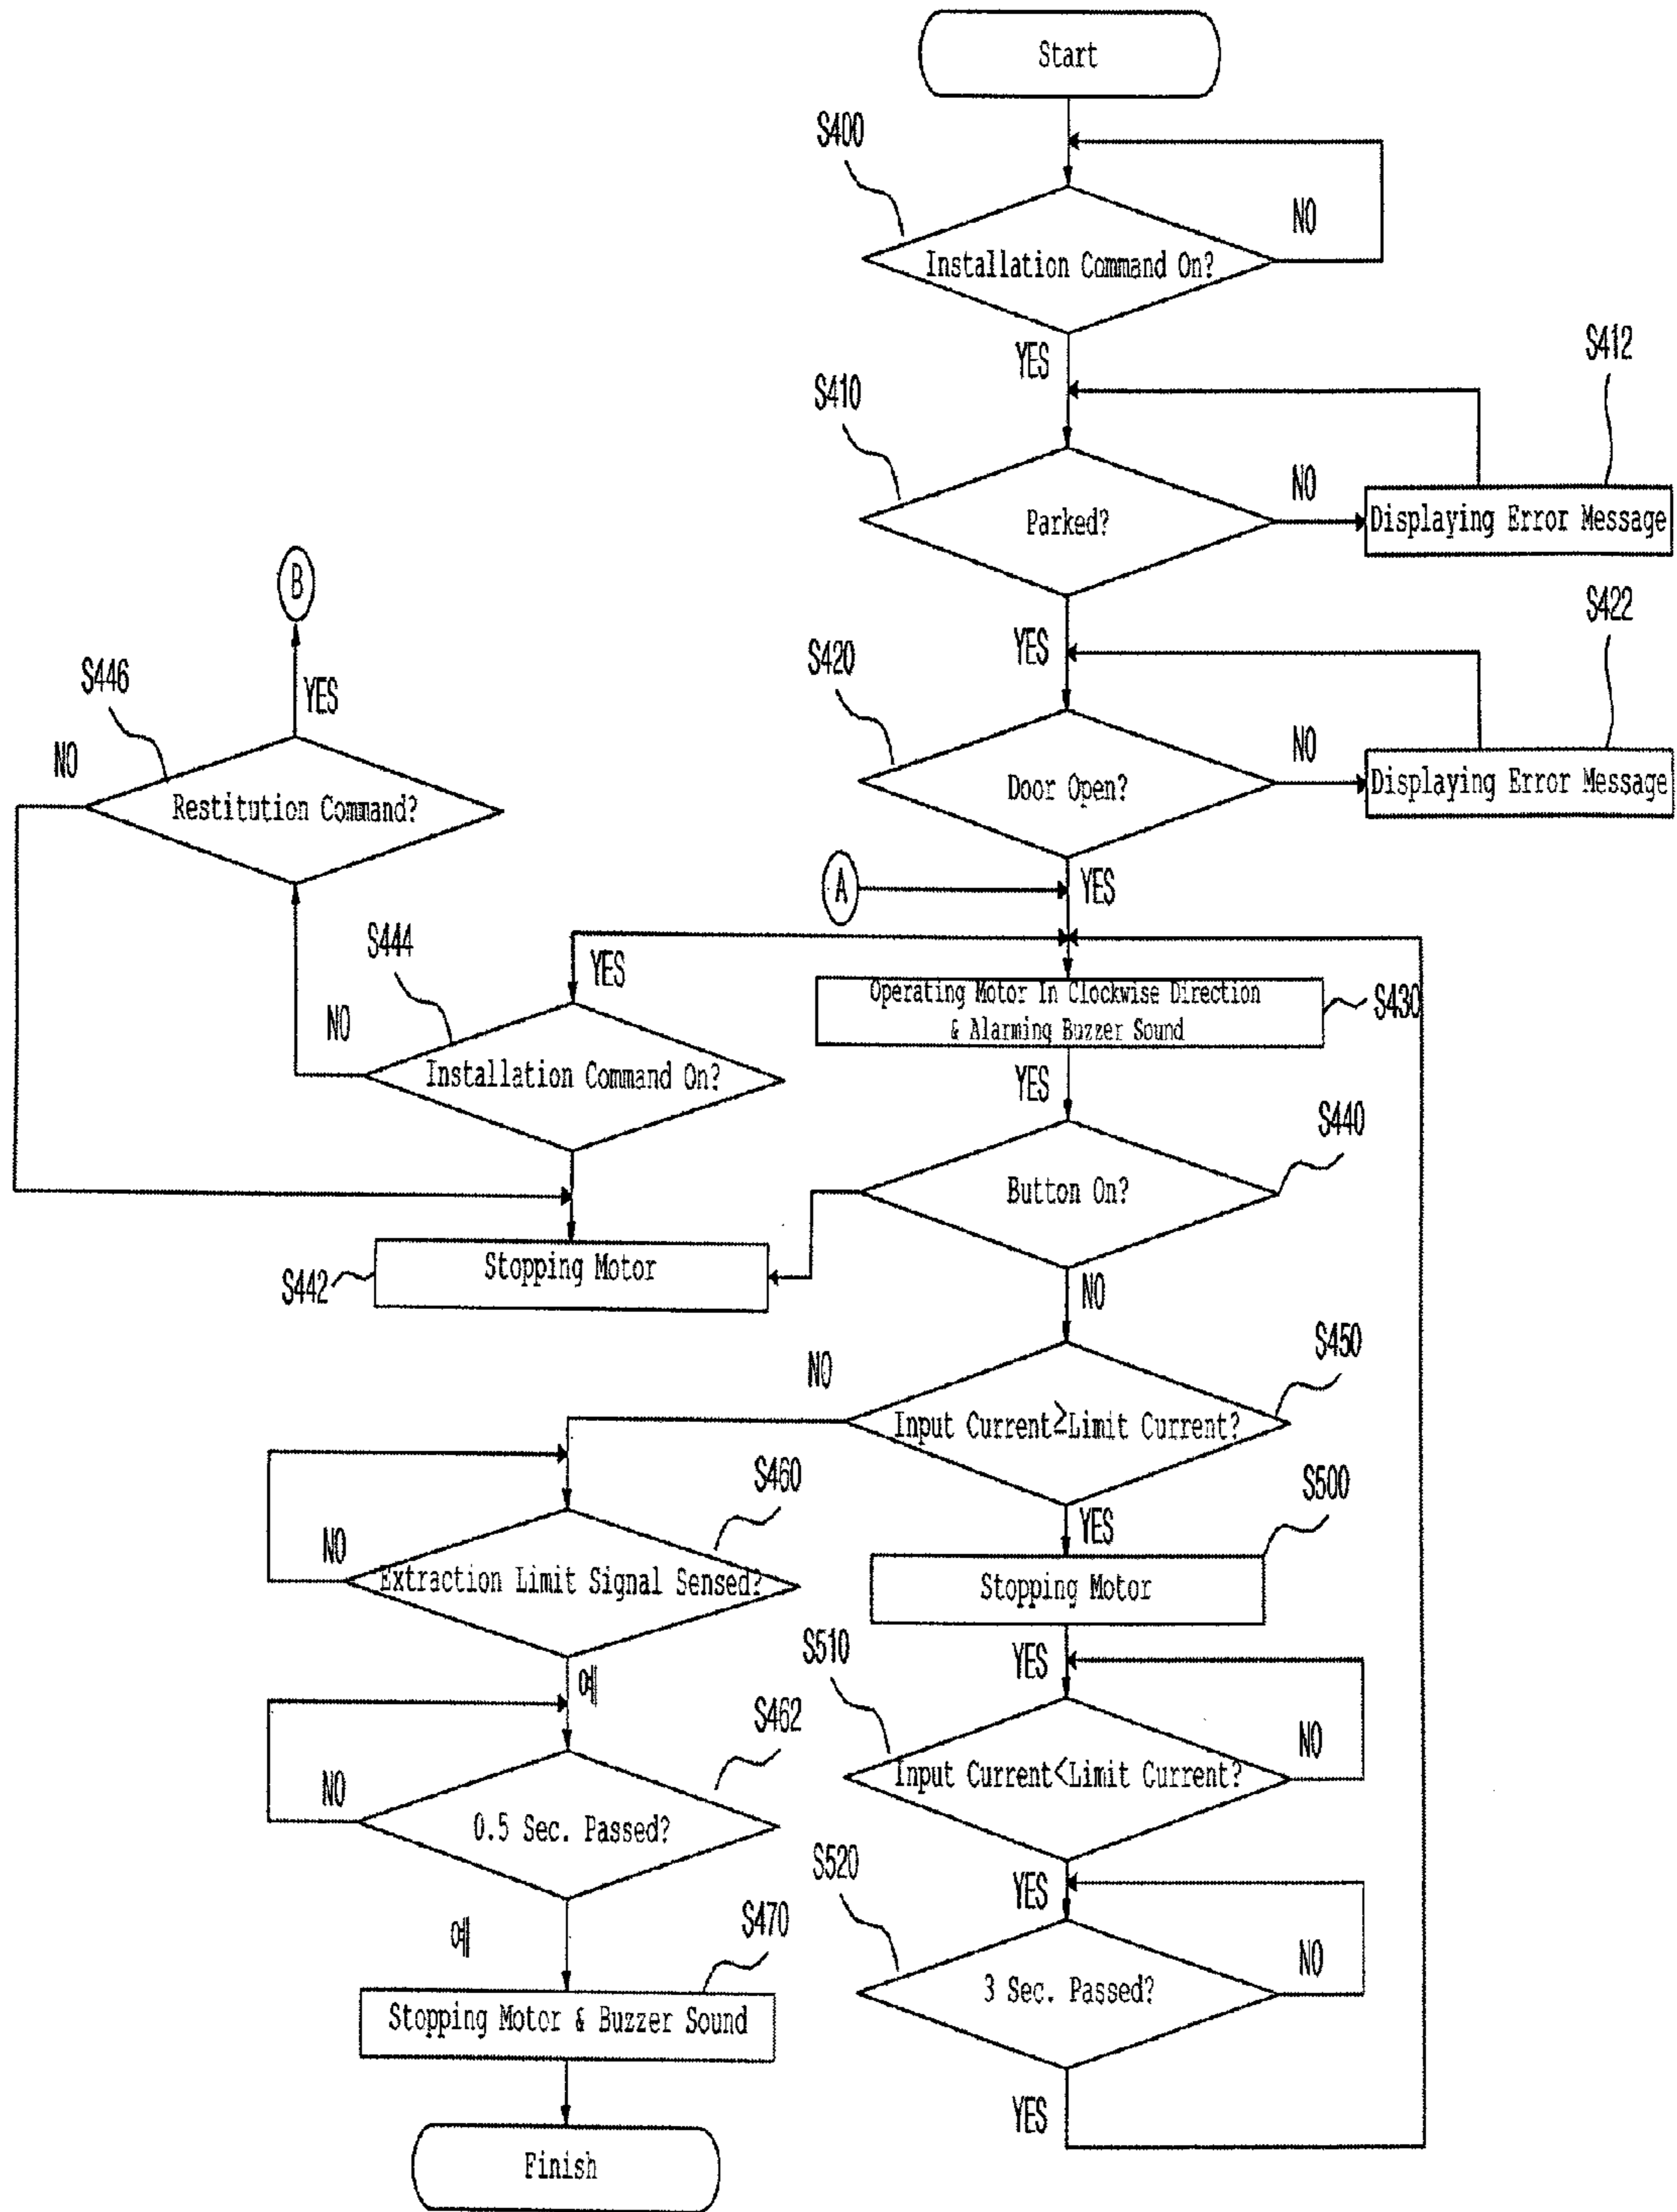 Start
S400
NO
Installation Command On?
YES
S412
S410
NO
Parked?
Displaying Error Message
B
S422
YES
S420
S446
YES
NO
NO
Restitution Command?
Door Open?
Displaying Error Message
A
YES
S444
YES
NO
Operating Motor In Clockwise Direction
& Alarming Buzzer Sound
S430
Installation Command On?
YES
S440
Button On?
Stopping Motor
S442
NO
S450
NO
Input Current≥Limit Current?
S460
S500
YES
NO
Extraction Limit Signal Sensed?
Stopping Motor
S510
YES
예
S462
NO
NO
Input Current<Limit Current?
0.5 Sec. Passed?
S520
YES
S470
예
NO
3 Sec. Passed?
Stopping Motor & Buzzer Sound
YES
Finish